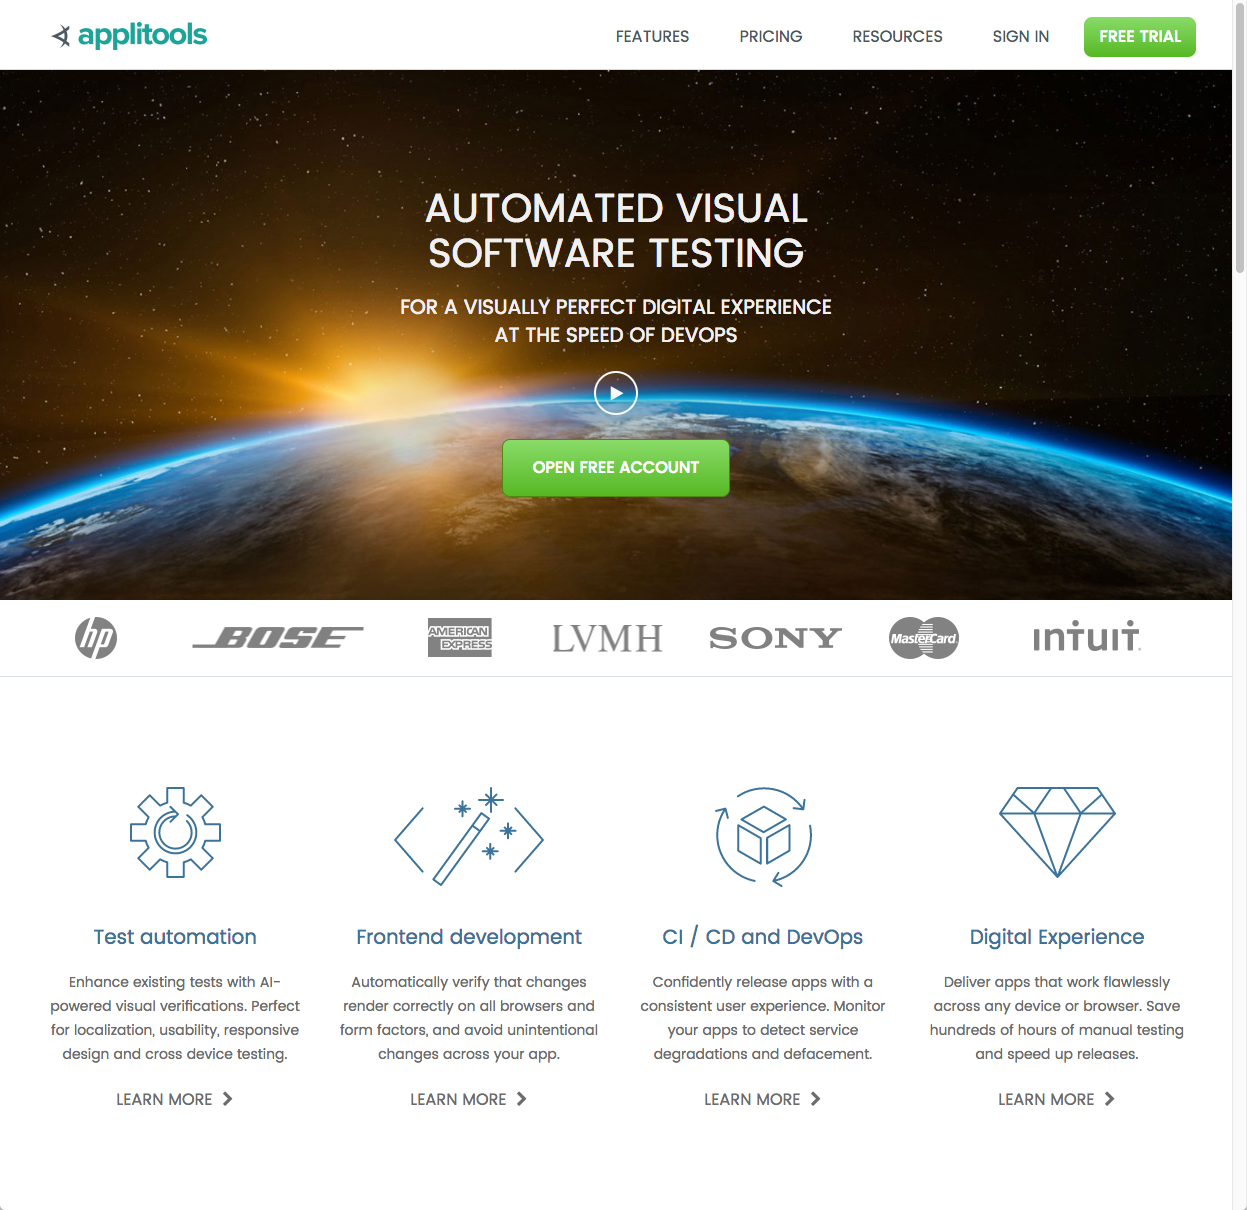 applitools
FEATURES
PRICING
RESOURCES
SIGN IN
FREE TRIAL
AUTOMATED VISUAL
SOFTWARE TESTING
FOR A VISUALLY PERFECT DIGITAL EXPERIENCE
AT THE SPEED OF DEVOPS
OPEN FREE ACCOUNT
hp
BOSE
AMERICAN
EXPRESS
LVMH
SONY
MasterCard
intuit
Test automation
Enhance existing tests with AI-
powered visual verifications. Perfect
for localization, usability, responsive
design and cross device testing.
LEARN MORE
Frontend development
Automatically verify that changes
render correctly on all browsers and
form factors, and avoid unintentional
changes across your app.
LEARN MORE
CI / CD and DevOps
Confidently release apps with a
consistent user experience. Monitor
your apps to detect service
degradations and defacement.
LEARN MORE
Digital Experience
Deliver apps that work flawlessly
across any device or browser. Save
hundreds of hours of manual testing
and speed up releases.
LEARN MORE